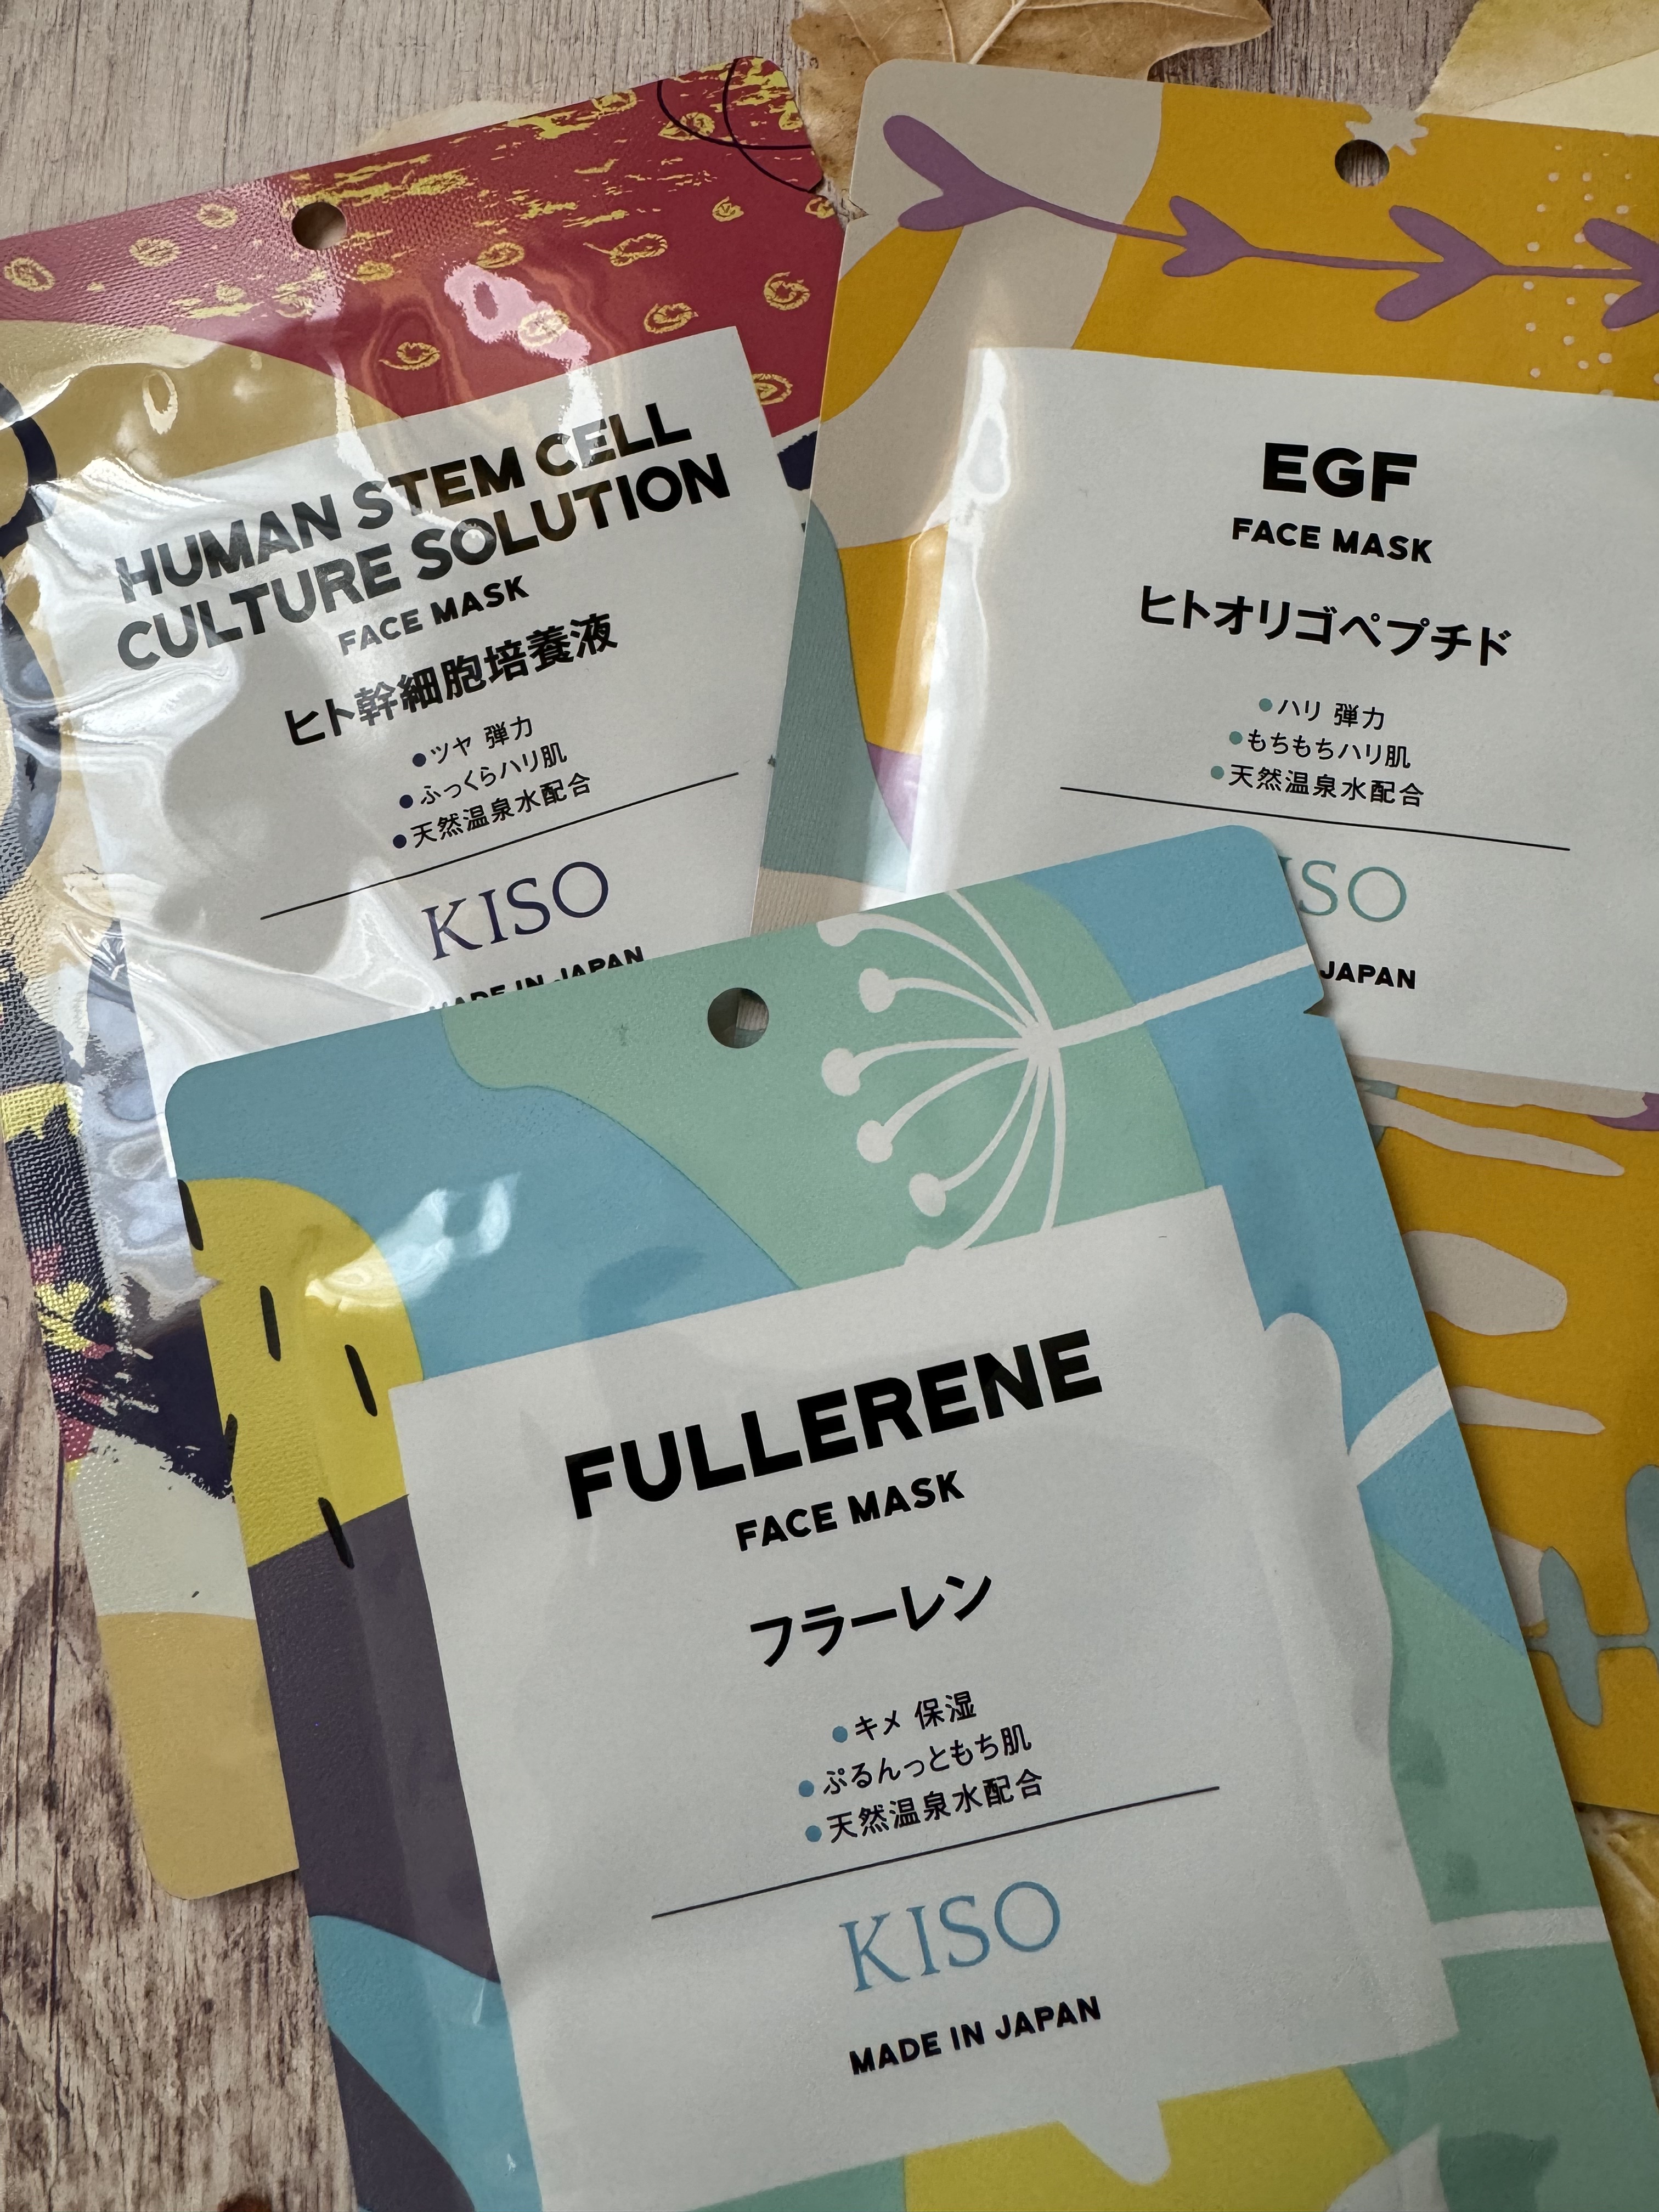 HUMAN STEM CELL
CULTURE SOLUTION
FACE MASK
ヒト幹細胞培養液
●ツヤ 弾力
●ふっくらハリ肌
●天然温泉水配合
KISO
MADE IN JAPAN
EGF
FACE MASK
ヒトオリゴペプチド
●ハリ 弾力
●もちもちハリ肌
●天然温泉水配合
ISO
JAPAN
FULLERENE
FACE MASK
フラーレン
●キメ 保湿
●ぷるんっともち肌
●天然温泉水配合
KISO
MADE IN JAPAN